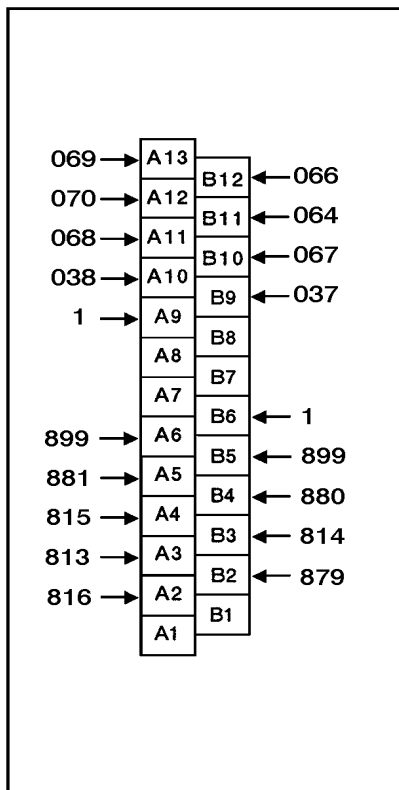 069 A13
B12 066
070 A12
B11 064
068 A11
B10 067
038 A10
B9 037
1 A9
B8
A8
B7
A7
B6 1
899 A6
B5 899
881 A5
B4 880
815 A4
B3 814
813 A3
B2 879
816 A2
B1
A1